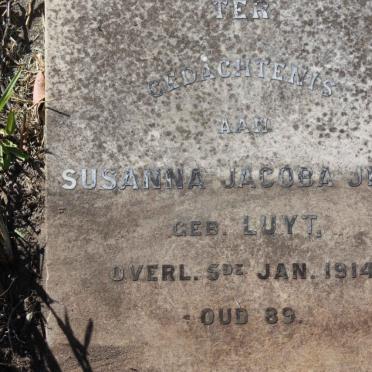 TER
GEDACHTENIS
AAN
SUSANNA JACOBA
GEB. LUYT.
OVERL. 5DE JAN. 1914
OUD 89.